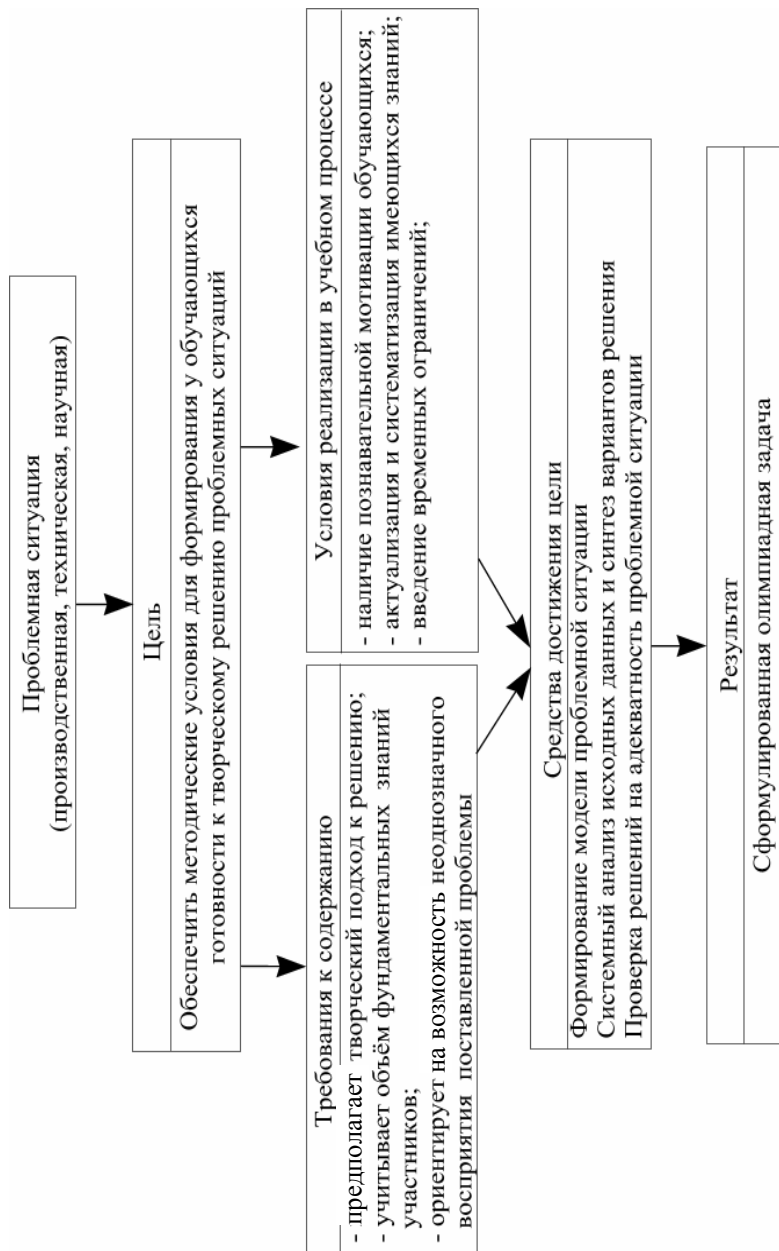 Проблемная ситуация
(производственная, техническая, научная)
Цель
Обеспечить методические условия для формирования у обучающихся
готовности к творческому решению проблемных ситуаций
Требования к содержанию
- предполагает творческий подход к решению;
- учитывает объём фундаментальных знаний
участников;
- ориентирует на возможность неоднозначного
восприятия поставленной проблемы
Условия реализации в учебном процессе
- наличие познавательной мотивации обучающихся;
- актуализация и систематизация имеющихся знаний;
- введение временных ограничений;
Средства достижения цели
Формирование модели проблемной ситуации
Системный анализ исходных данных и синтез вариантов решения
Проверка решений на адекватность проблемной ситуации
Результат
Сформулированная олимпиадная задача